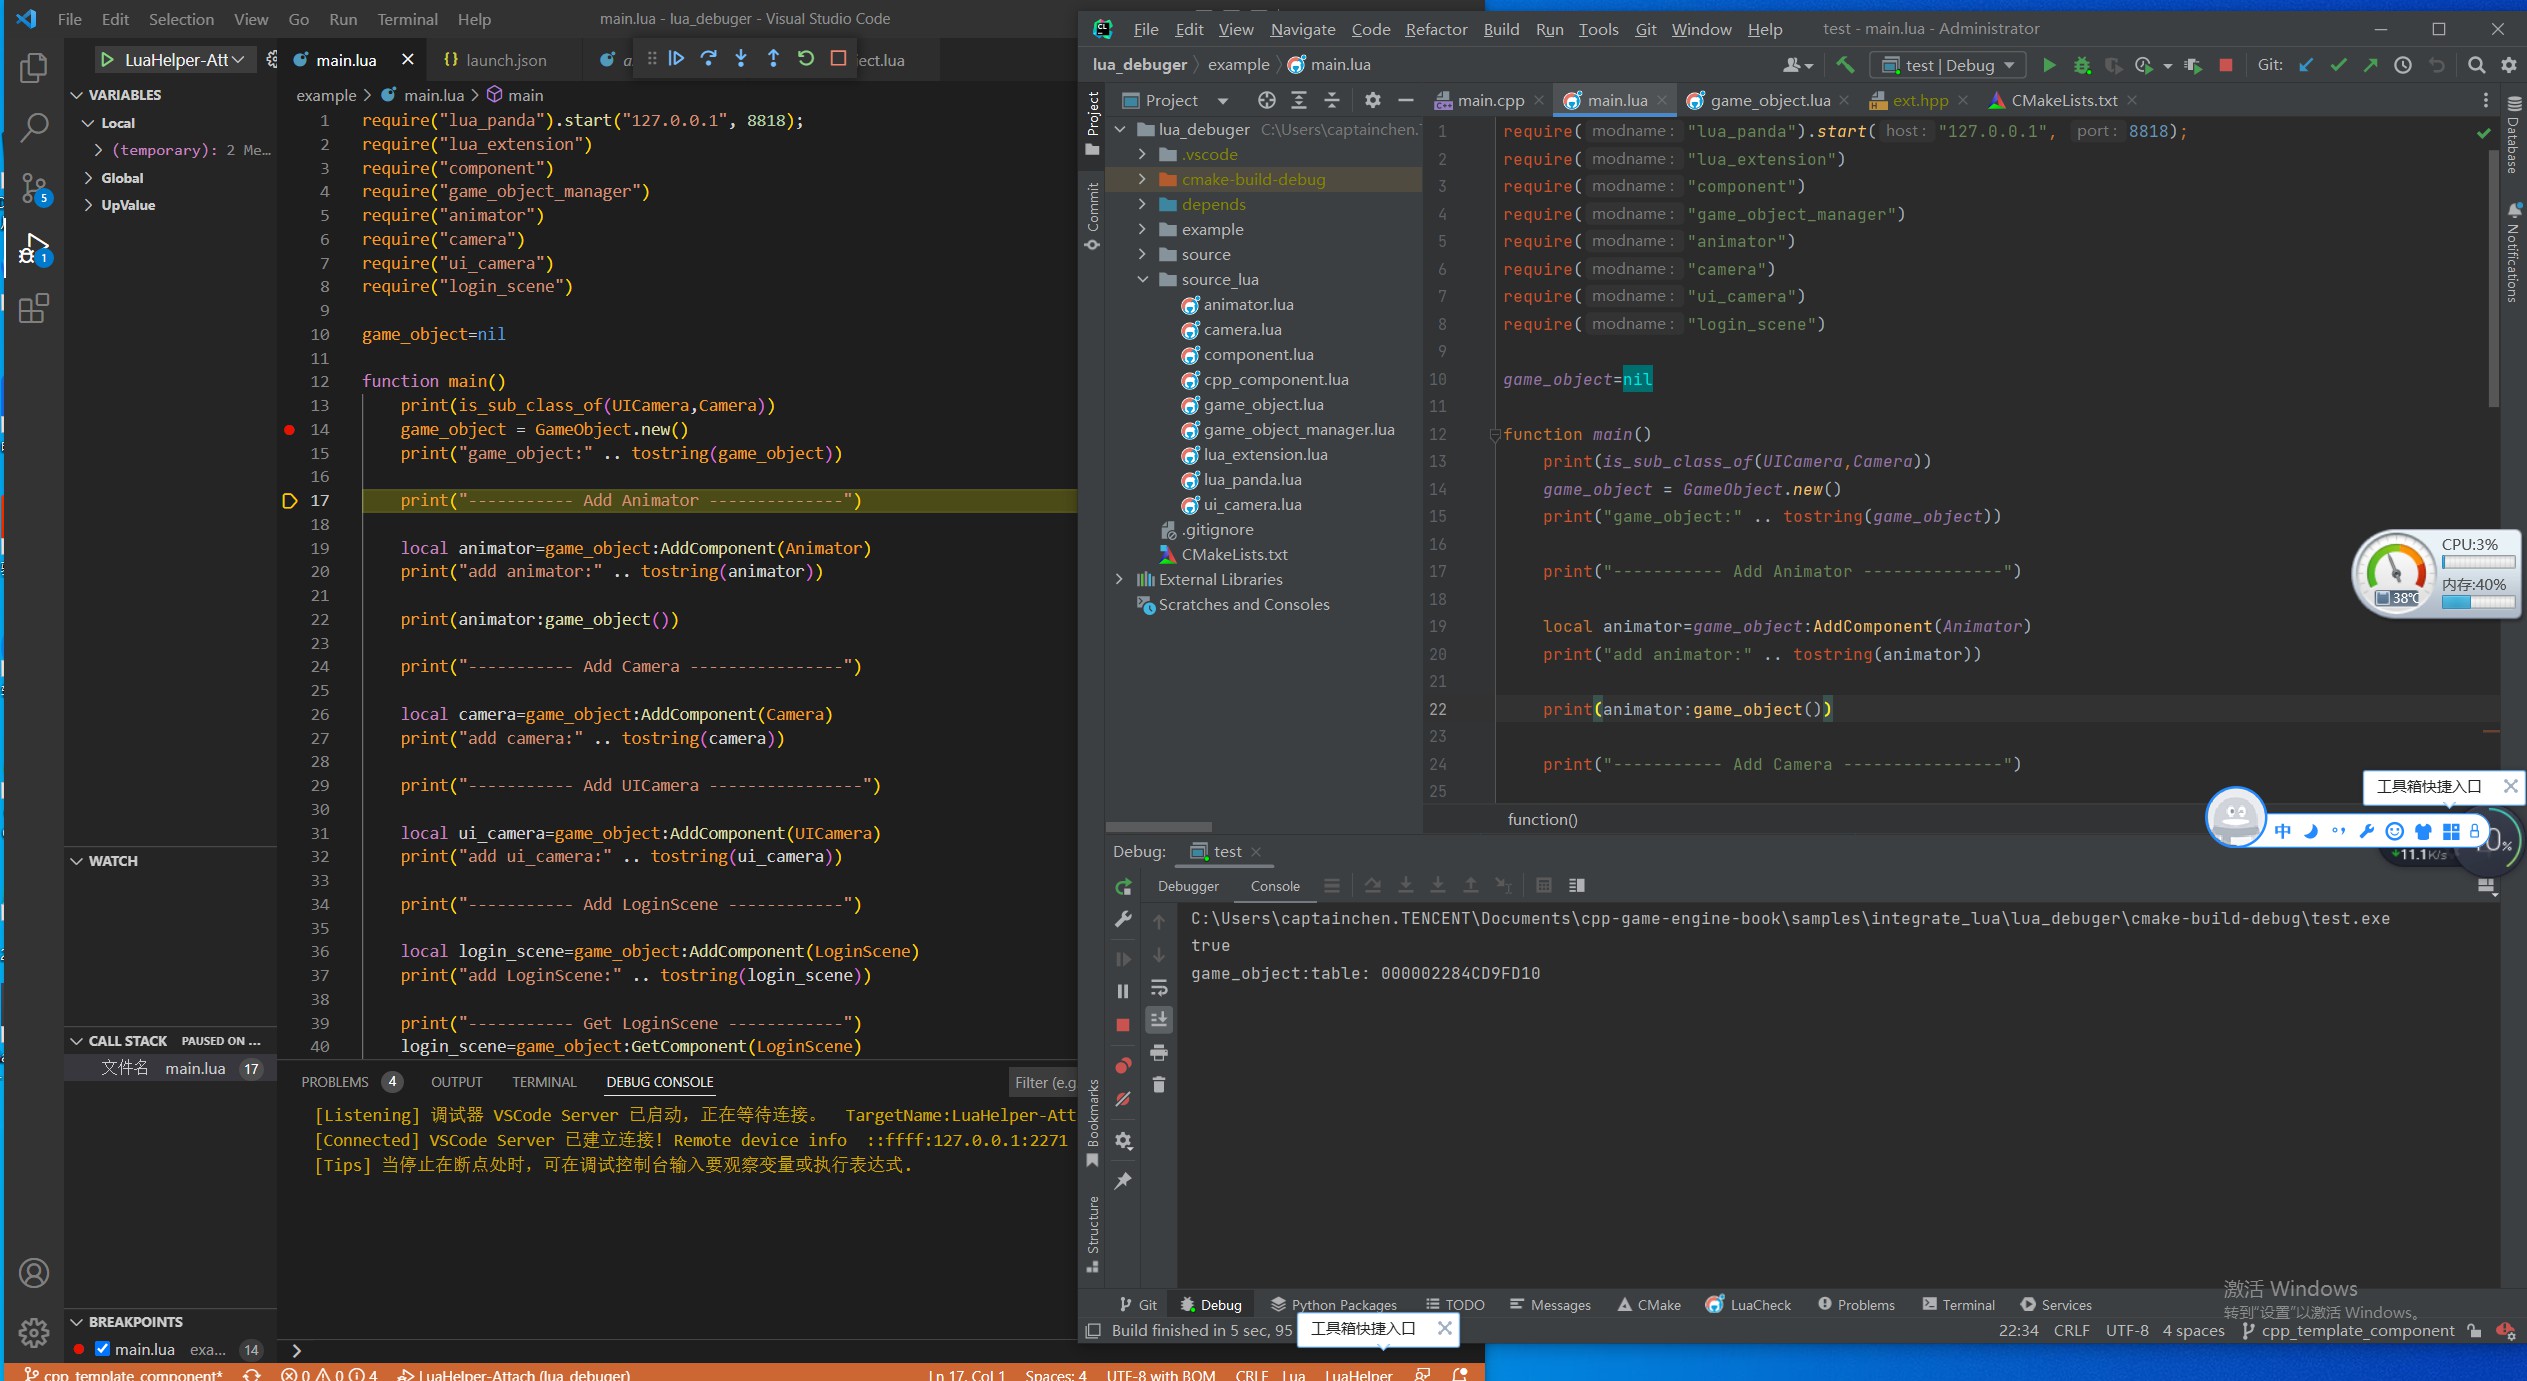 File Edit Selection View Go Run Terminal Help main.lua - lua_debuger - Visual Studio Code
LuaHelper-Att
main.lua
launch.json
ect.lua
VARIABLES
Local
(temporary): 2 Me...
Global
UpValue
5
1
example > main.lua > main
1 require("lua_panda").start("127.0.0.1", 8818);
2 require("lua_extension")
3 require("component")
4 require("game_object_manager")
5 require("animator")
6 require("camera")
7 require("ui_camera")
8 require("login_scene")
9
10 game_object=nil
11
12 function main()
13 print(is_sub_class_of(UICamera,Camera))
14 game_object = GameObject.new()
15 print("game_object:" .. tostring(game_object))
16
17 print("----------- Add Animator --------------")
18
19 local animator=game_object:AddComponent(Animator)
20 print("add animator:" .. tostring(animator))
21
22 print(animator:game_object())
23
24 print("----------- Add Camera ----------------")
25
26 local camera=game_object:AddComponent(Camera)
27 print("add camera:" .. tostring(camera))
28
29 print("----------- Add UICamera ----------------")
30
31 local ui_camera=game_object:AddComponent(UICamera)
32 print("add ui_camera:" .. tostring(ui_camera))
33
34 print("----------- Add LoginScene ------------")
35
36 local login_scene=game_object:AddComponent(LoginScene)
37 print("add LoginScene:" .. tostring(login_scene))
38
39 print("----------- Get LoginScene ------------")
40 login_scene=game_object:GetComponent(LoginScene)
WATCH
CALL STACK PAUSED ON ...
文件名 main.lua 17
BREAKPOINTS
main.lua exa... 14
PROBLEMS 4 OUTPUT TERMINAL DEBUG CONSOLE Filter (e.g
[Listening] 调试器 VSCode Server 已启动，正在等待连接。 TargetName:LuaHelper-Att
[Connected] VSCode Server 已建立连接! Remote device info ::ffff:127.0.0.1:2271
[Tips] 当停止在断点处时，可在调试控制台输入要观察变量或执行表达式.
cpp_template_component* 0 0 4 LuaHelper-Attach (lua_debuger) Ln 17, Col 1 Spaces: 4 UTF-8 with BOM CRLF Lua LuaHelper
File Edit View Navigate Code Refactor Build Run Tools Git Window Help test - main.lua - Administrator
lua_debuger > example > main.lua
test | Debug
Git:
Project
main.cpp main.lua game_object.lua ext.hpp CMakeLists.txt
Project
Commit
Bookmarks
Structure
Database
Notifications
lua_debuger C:\Users\captainchen.
.vscode
cmake-build-debug
depends
example
source
source_lua
animator.lua
camera.lua
component.lua
cpp_component.lua
game_object.lua
game_object_manager.lua
lua_extension.lua
lua_panda.lua
ui_camera.lua
.gitignore
CMakeLists.txt
External Libraries
Scratches and Consoles
1 require( modname: "lua_panda").start( host: "127.0.0.1", port: 8818);
2 require( modname: "lua_extension")
3 require( modname: "component")
4 require( modname: "game_object_manager")
5 require( modname: "animator")
6 require( modname: "camera")
7 require( modname: "ui_camera")
8 require( modname: "login_scene")
9
10 game_object=nil
11
12 function main()
13 print(is_sub_class_of(UICamera,Camera))
14 game_object = GameObject.new()
15 print("game_object:" .. tostring(game_object))
16
17 print("----------- Add Animator --------------")
18
19 local animator=game_object:AddComponent(Animator)
20 print("add animator:" .. tostring(animator))
21
22 print(animator:game_object())
23
24 print("----------- Add Camera ----------------")
25
function()
CPU:3%
内存:40%
38℃
工具箱快捷入口
中
11.1K/s
0%
Debug: test
Debugger Console
C:\Users\captainchen.TENCENT\Documents\cpp-game-engine-book\samples\integrate_lua\lua_debuger\cmake-build-debug\test.exe
true
game_object:table: 000002284CD9FD10
激活 Windows
转到"设置"以激活 Windows。
Git Debug Python Packages TODO Messages CMake LuaCheck Problems Terminal Services
Build finished in 5 sec, 95
工具箱快捷入口
22:34 CRLF UTF-8 4 spaces cpp_template_component